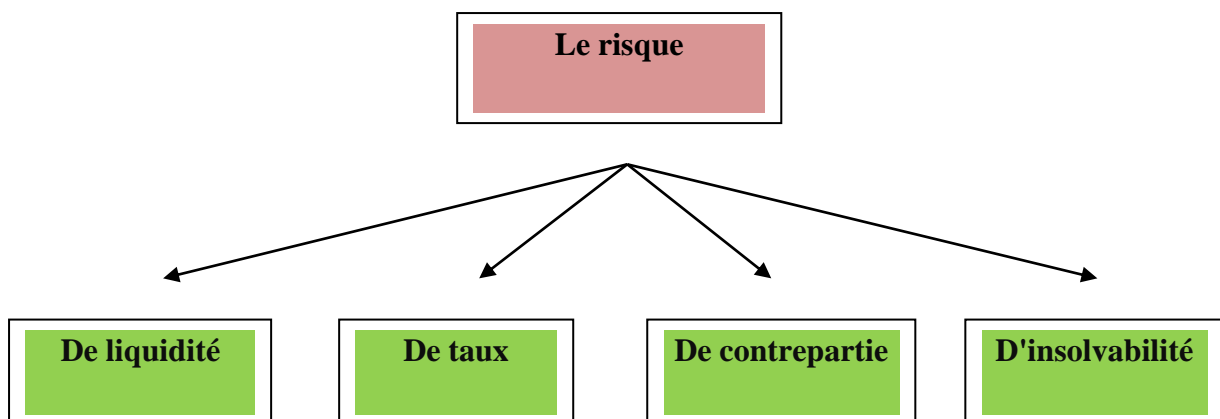 Le risque
De liquidité
De taux
De contrepartie
D'insolvabilité